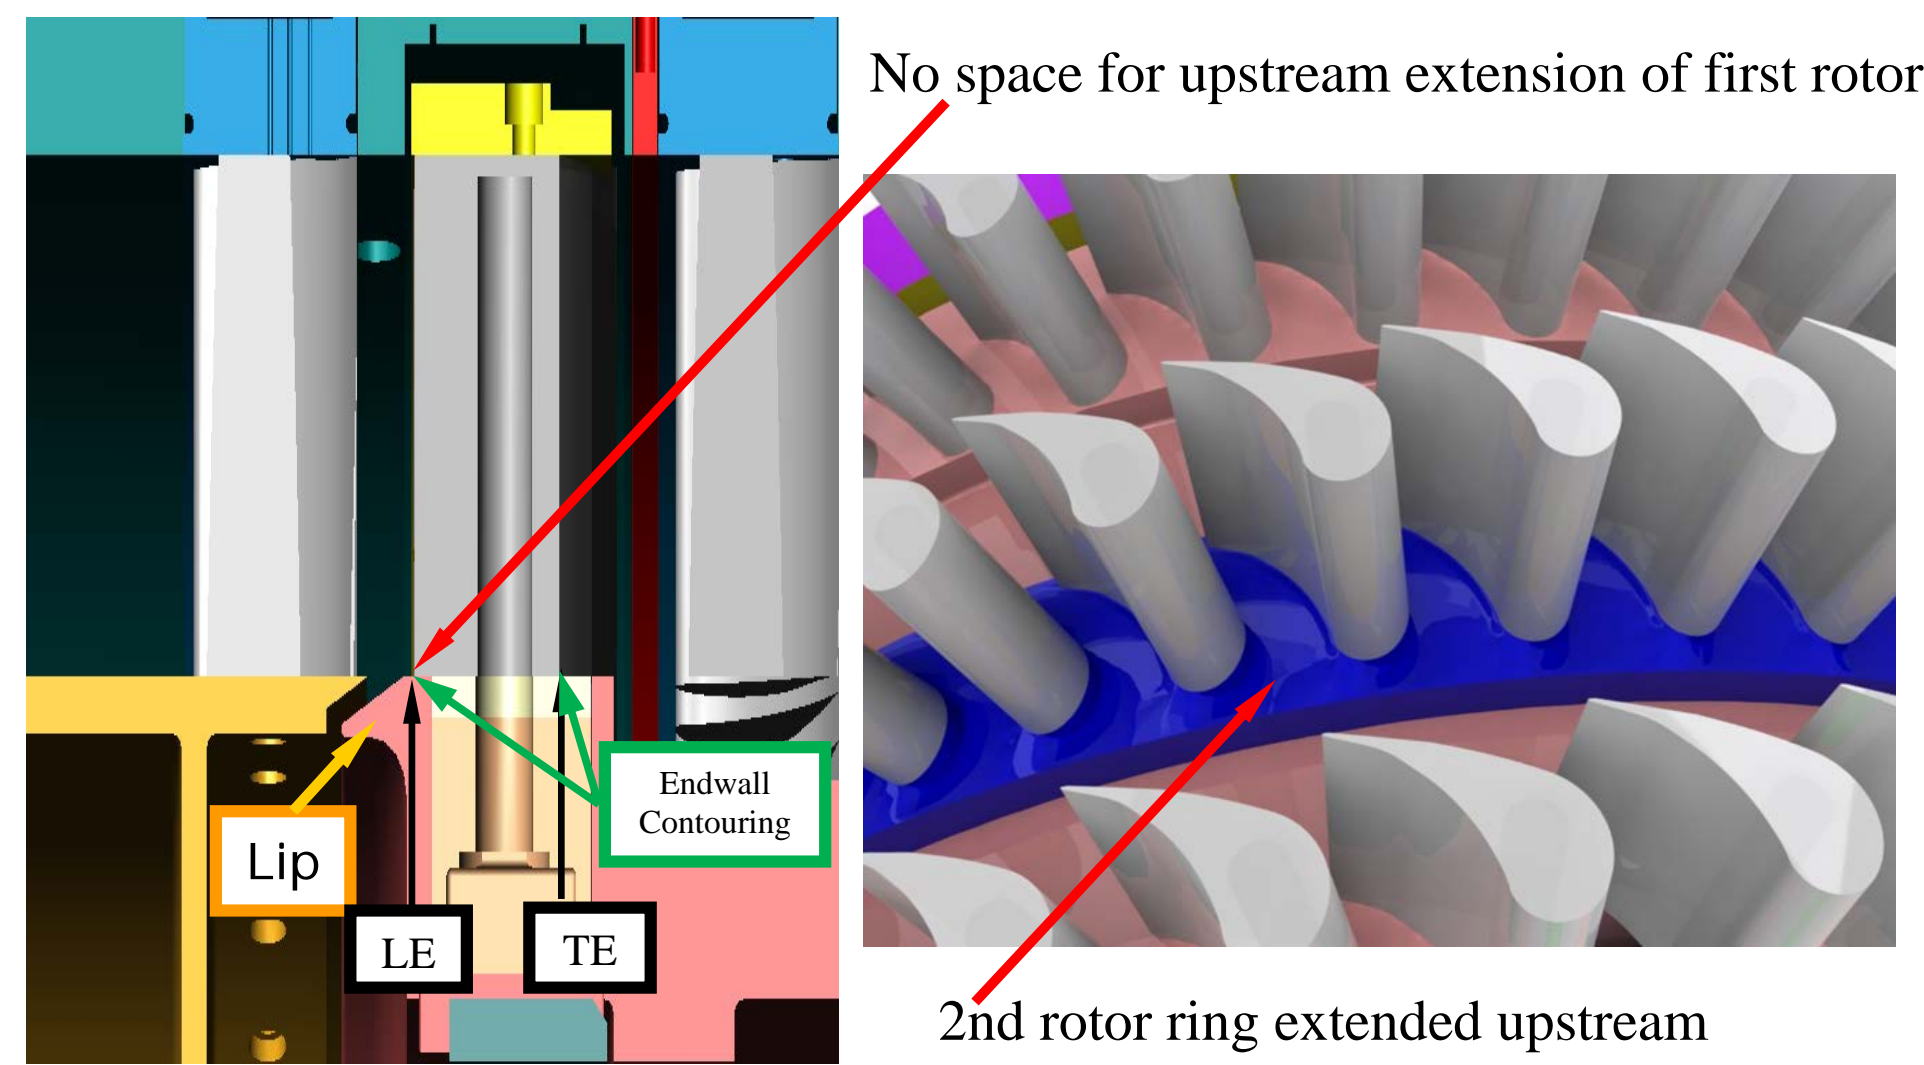 No space for upstream extension of first rotor
Endwall
Contouring
Lip
LE
TE
2nd rotor ring extended upstream